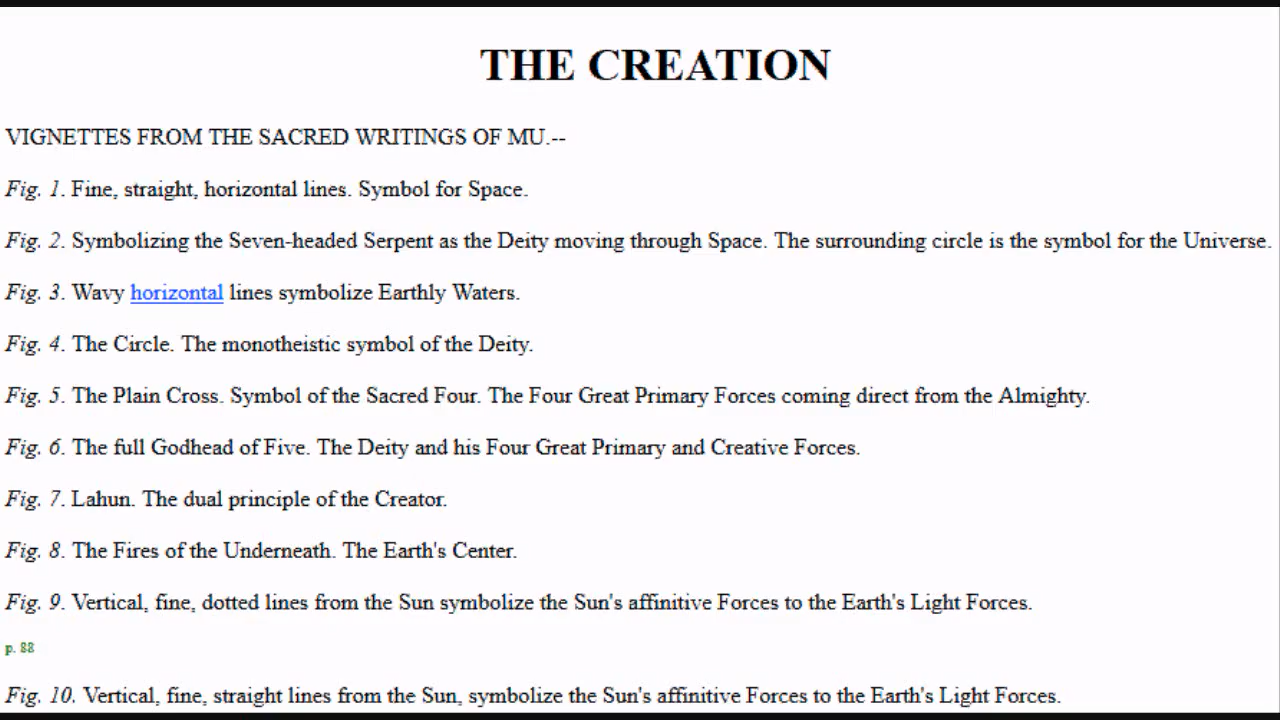 THE CREATION
VIGNETTES FROM THE SACRED WRITINGS OF MU.--
Fig. 1. Fine, straight, horizontal lines. Symbol for Space.
Fig. 2. Symbolizing the Seven-headed Serpent as the Deity moving through Space. The surrounding circle is the symbol for the Universe.
Fig. 3. Wavy horizontal lines symbolize Earthly Waters.
Fig. 4. The Circle. The monotheistic symbol of the Deity.
Fig. 5. The Plain Cross. Symbol of the Sacred Four. The Four Great Primary Forces coming direct from the Almighty.
Fig. 6. The full Godhead of Five. The Deity and his Four Great Primary and Creative Forces.
Fig. 7. Lahun. The dual principle of the Creator.
Fig. 8. The Fires of the Underneath. The Earth's Center.
Fig. 9. Vertical, fine, dotted lines from the Sun symbolize the Sun's affinitive Forces to the Earth's Light Forces.
p. 88
Fig. 10. Vertical, fine, straight lines from the Sun, symbolize the Sun's affinitive Forces to the Earth's Light Forces.